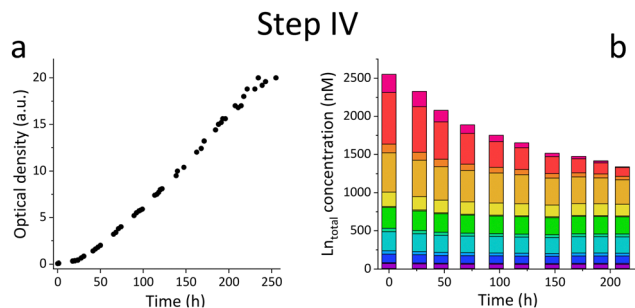 Step IV
a
Optical density (a.u.)
20
15
10
5
0
0 50 100 150 200 250
Time (h)
b
Ln_total concentration (nM)
2500
2000
1500
1000
500
0
0 50 100 150 200
Time (h)